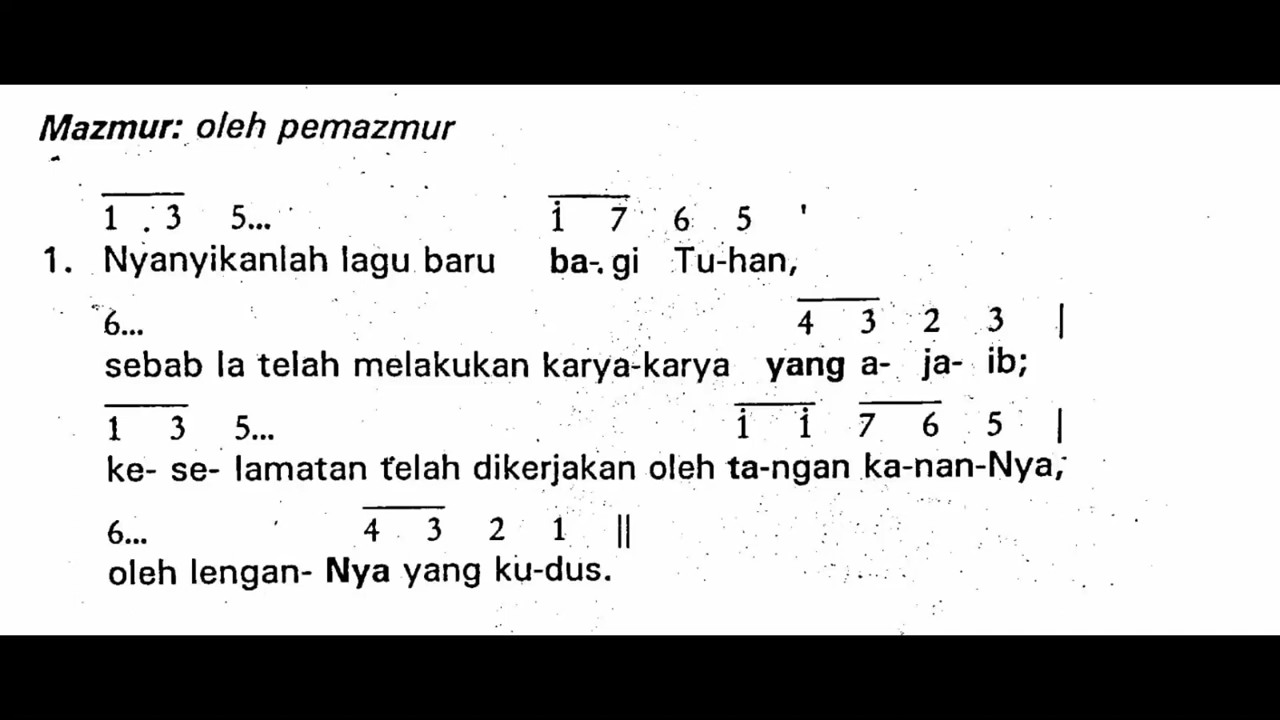 Mazmur: oleh pemazmur
1 . 3 5... i 7 6 5 '
1. Nyanyikanlah lagu baru ba-. gi Tu-han,
6... 4 3 2 3 |
sebab Ia telah melakukan karya-karya yang a- ja- ib;
1 3 5... i i 7 6 5 |
ke- se- lamatan telah dikerjakan oleh ta-ngan ka-nan-Nya;
6... 4 3 2 1 ||
oleh lengan- Nya yang ku-dus.